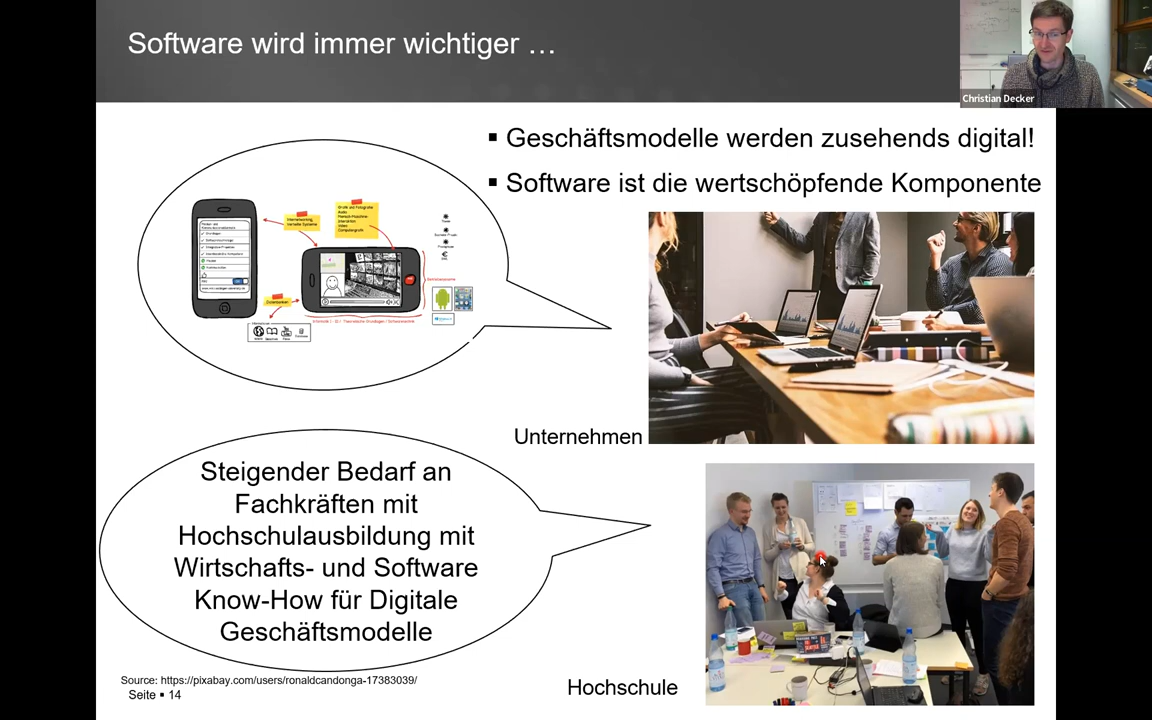 Software wird immer wichtiger …
Christian Decker
▪ Geschäftsmodelle werden zusehends digital!
▪ Software ist die wertschöpfende Komponente
Unternehmen
Steigender Bedarf an
Fachkräften mit
Hochschulausbildung mit
Wirtschafts- und Software
Know-How für Digitale
Geschäftsmodelle
Source: https://pixabay.com/users/ronaldcandonga-17383039/
Seite ▪ 14
Hochschule